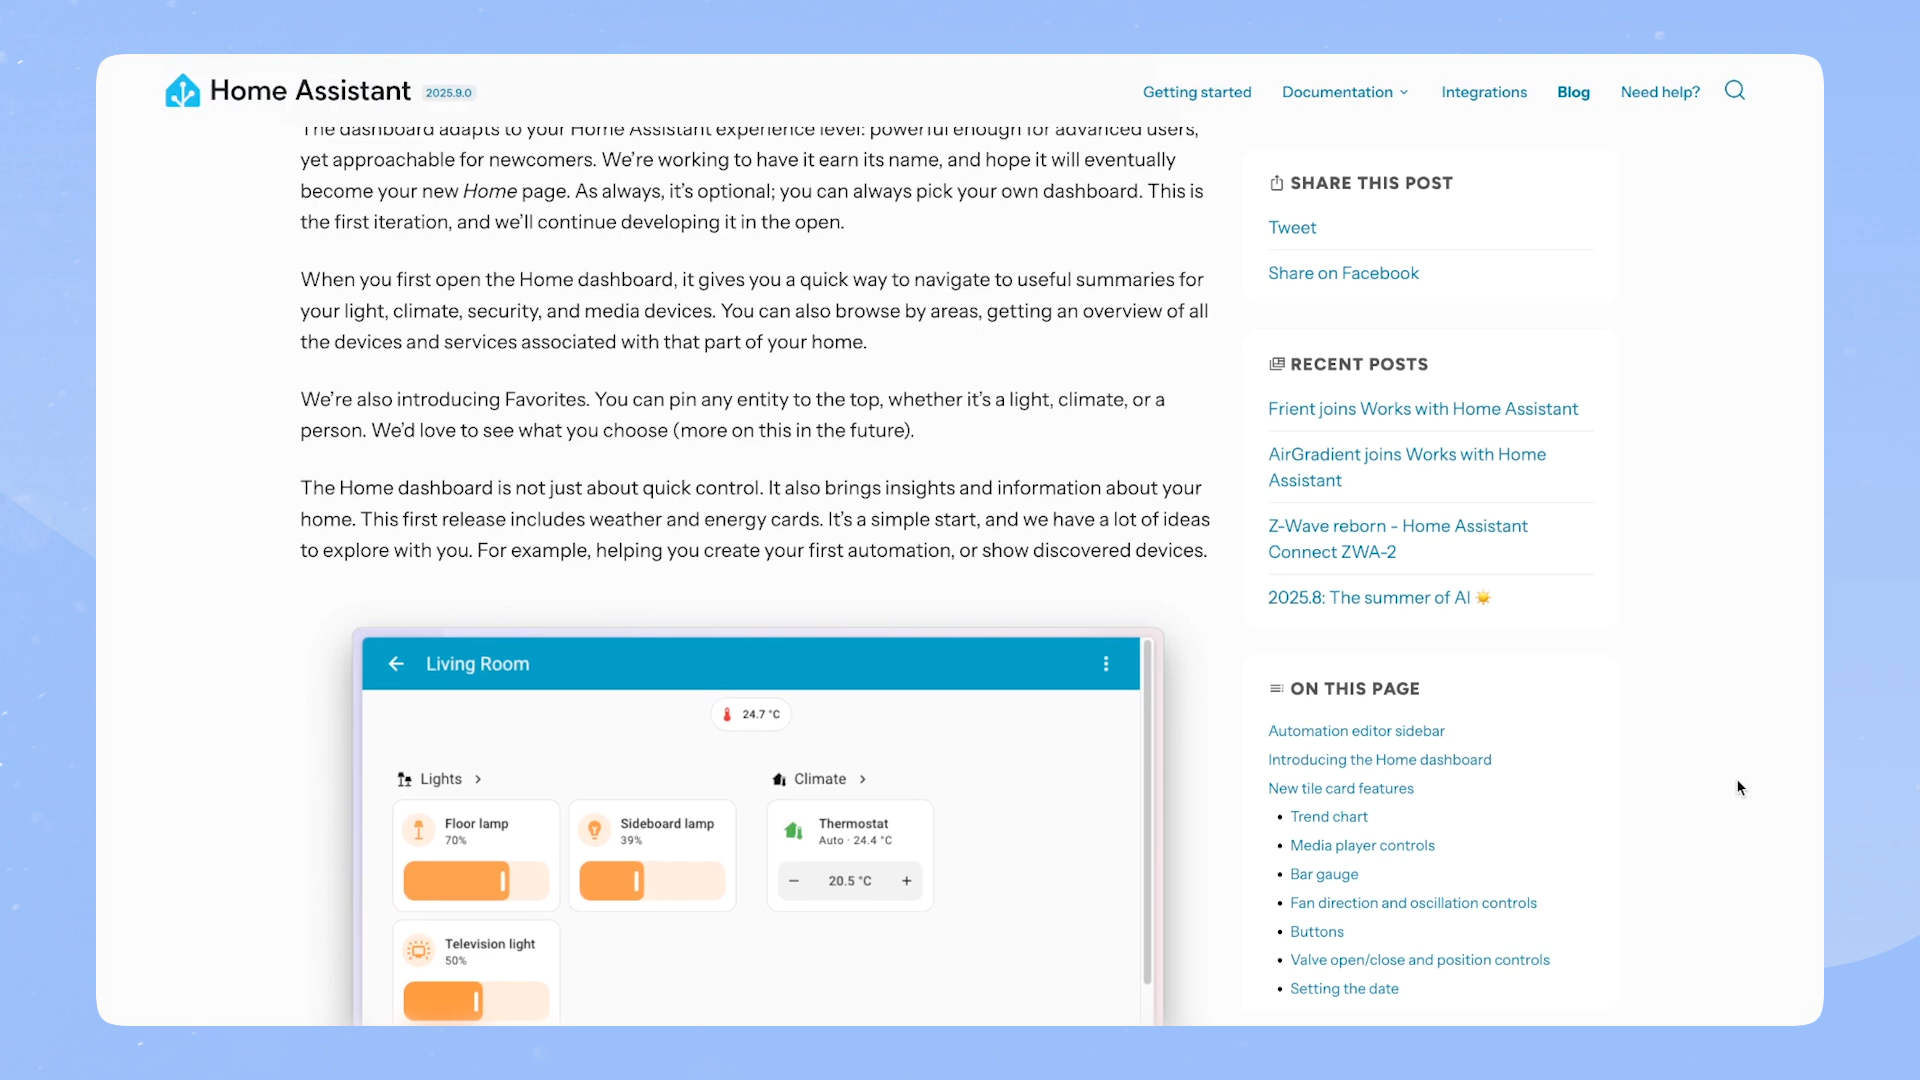 Home Assistant 2025.9.0
Getting started
Documentation
Integrations
Blog
Need help?
The dashboard adapts to your Home Assistant experience level: powerful enough for advanced users,
yet approachable for newcomers. We're working to have it earn its name, and hope it will eventually
become your new Home page. As always, it's optional; you can always pick your own dashboard. This is
the first iteration, and we'll continue developing it in the open.
When you first open the Home dashboard, it gives you a quick way to navigate to useful summaries for
your light, climate, security, and media devices. You can also browse by areas, getting an overview of all
the devices and services associated with that part of your home.
We're also introducing Favorites. You can pin any entity to the top, whether it's a light, climate, or a
person. We'd love to see what you choose (more on this in the future).
The Home dashboard is not just about quick control. It also brings insights and information about your
home. This first release includes weather and energy cards. It's a simple start, and we have a lot of ideas
to explore with you. For example, helping you create your first automation, or show discovered devices.
Living Room
24.7 °C
Lights
Floor lamp
70%
Sideboard lamp
39%
Television light
50%
Climate
Thermostat
Auto · 24.4 °C
− 20.5 °C +
SHARE THIS POST
Tweet
Share on Facebook
RECENT POSTS
Frient joins Works with Home Assistant
AirGradient joins Works with Home
Assistant
Z-Wave reborn - Home Assistant
Connect ZWA-2
2025.8: The summer of AI ☀️
ON THIS PAGE
Automation editor sidebar
Introducing the Home dashboard
New tile card features
• Trend chart
• Media player controls
• Bar gauge
• Fan direction and oscillation controls
• Buttons
• Valve open/close and position controls
• Setting the date